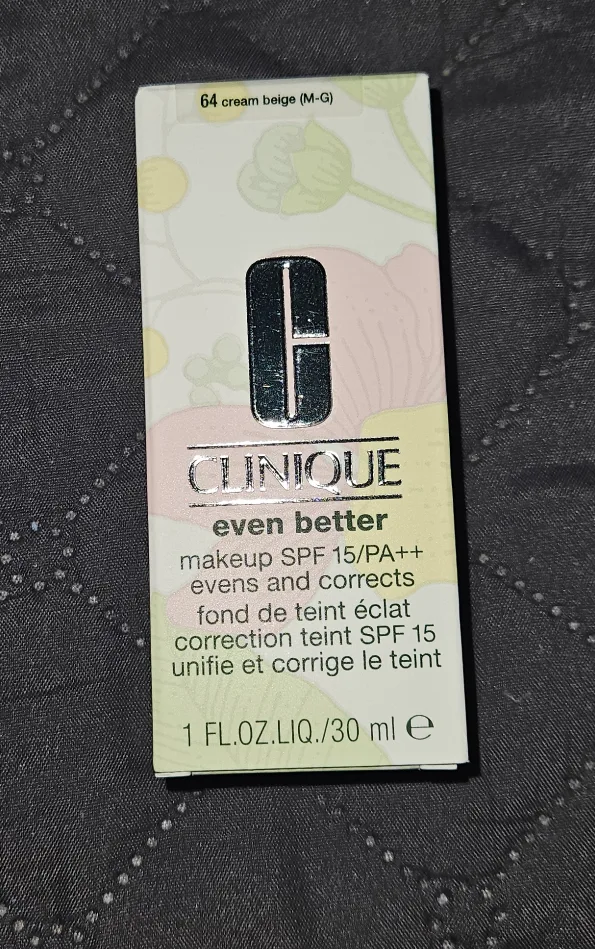 64 cream beige (M-G)
CLINIQUE
even better
makeup SPF 15/PA++
evens and corrects
fond de teint éclat
correction teint SPF 15
unifie et corrige le teint
1 FL.OZ.LIQ./30 ml ℮